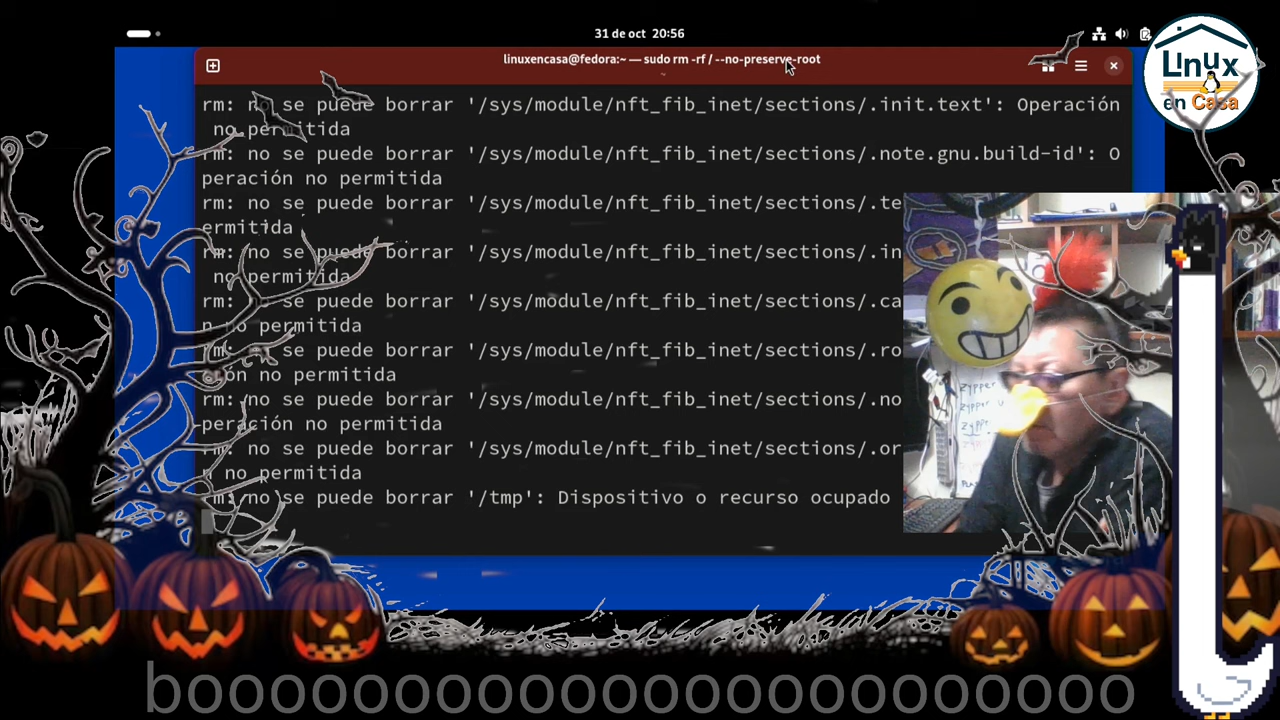 31 de oct 20:56
linuxencasa@fedora:~ — sudo rm -rf / --no-preserve-root
Linux
en Casa
rm: no se puede borrar '/sys/module/nft_fib_inet/sections/.init.text': Operación
no permitida
rm: no se puede borrar '/sys/module/nft_fib_inet/sections/.note.gnu.build-id': O
peración no permitida
rm: no se puede borrar '/sys/module/nft_fib_inet/sections/.te
ermitida
rm: no se puede borrar '/sys/module/nft_fib_inet/sections/.in
no permitida
rm: no se puede borrar '/sys/module/nft_fib_inet/sections/.ca
n no permitida
rm: no se puede borrar '/sys/module/nft_fib_inet/sections/.ro
ión no permitida
rm: no se puede borrar '/sys/module/nft_fib_inet/sections/.no
peración no permitida
rm: no se puede borrar '/sys/module/nft_fib_inet/sections/.or
n no permitida
rm: no se puede borrar '/tmp': Dispositivo o recurso ocupado
zypper
zypper u
zypp
booooooooooooooooooooooo